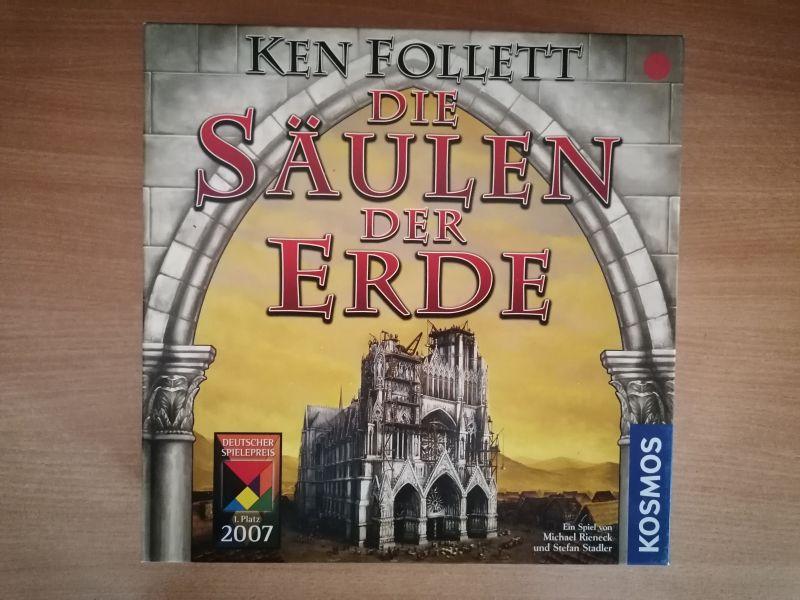 KEN FOLLETT
DIE
SÄULEN
DER
ERDE
DEUTSCHER
SPIELEPREIS
1. Platz
2007
Ein Spiel von
Michael Rieneck
und Stefan Stadler
KOSMOS